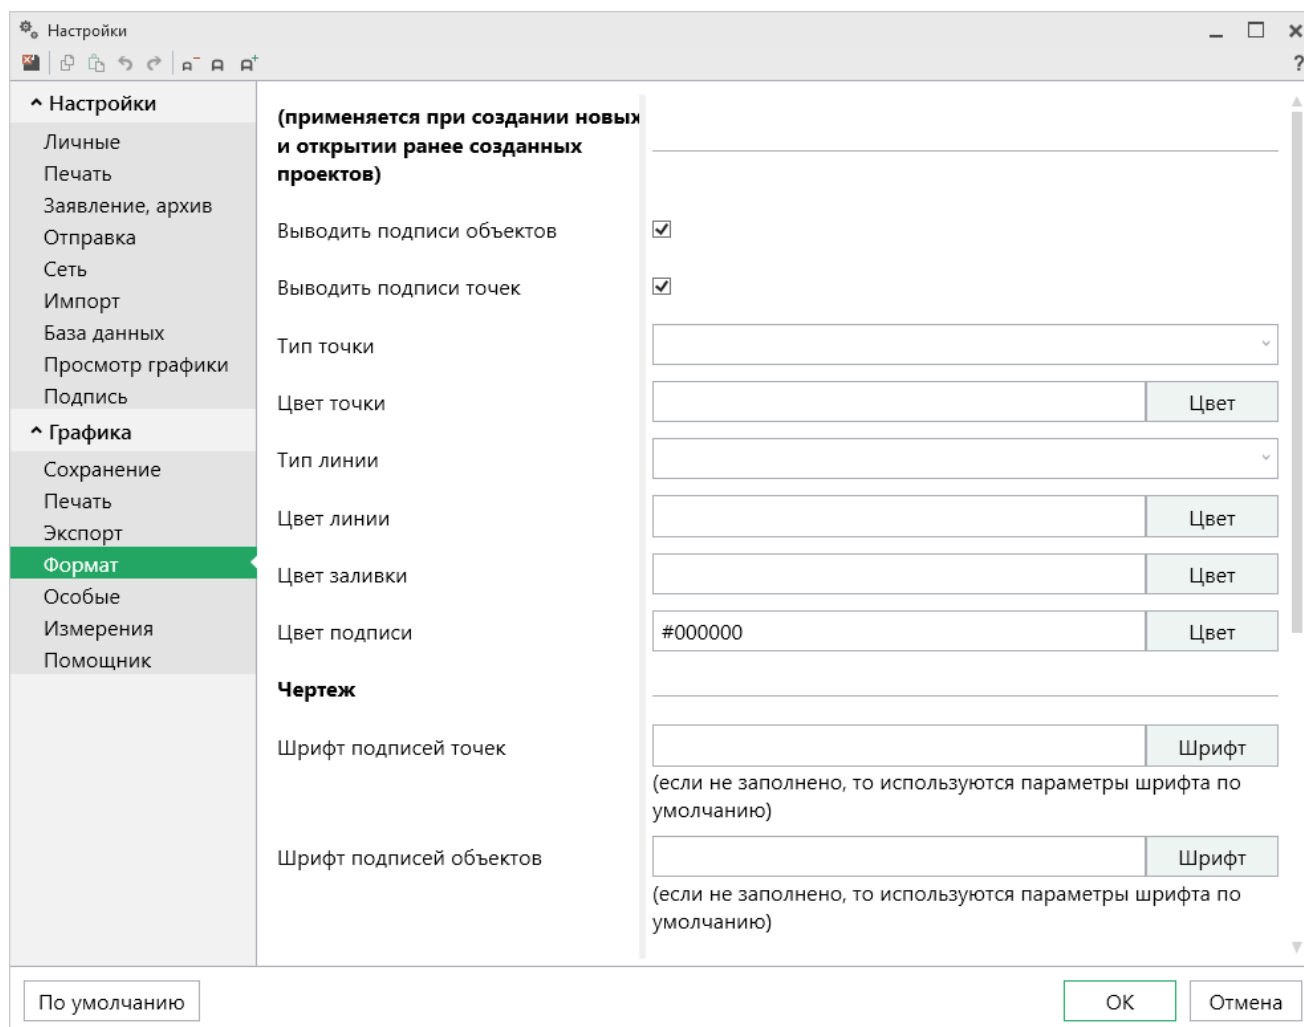 Настройки
?
Настройки
Личные
Печать
Заявление, архив
Отправка
Сеть
Импорт
База данных
Просмотр графики
Подпись
Графика
Сохранение
Печать
Экспорт
Формат
Особые
Измерения
Помощник
(применяется при создании новых
и открытии ранее созданных
проектов)
Выводить подписи объектов
Выводить подписи точек
Тип точки
Цвет точки Цвет
Тип линии
Цвет линии Цвет
Цвет заливки Цвет
Цвет подписи #000000 Цвет
Чертеж
Шрифт подписей точек Шрифт
(если не заполнено, то используются параметры шрифта по
умолчанию)
Шрифт подписей объектов Шрифт
(если не заполнено, то используются параметры шрифта по
умолчанию)
По умолчанию ОК Отмена